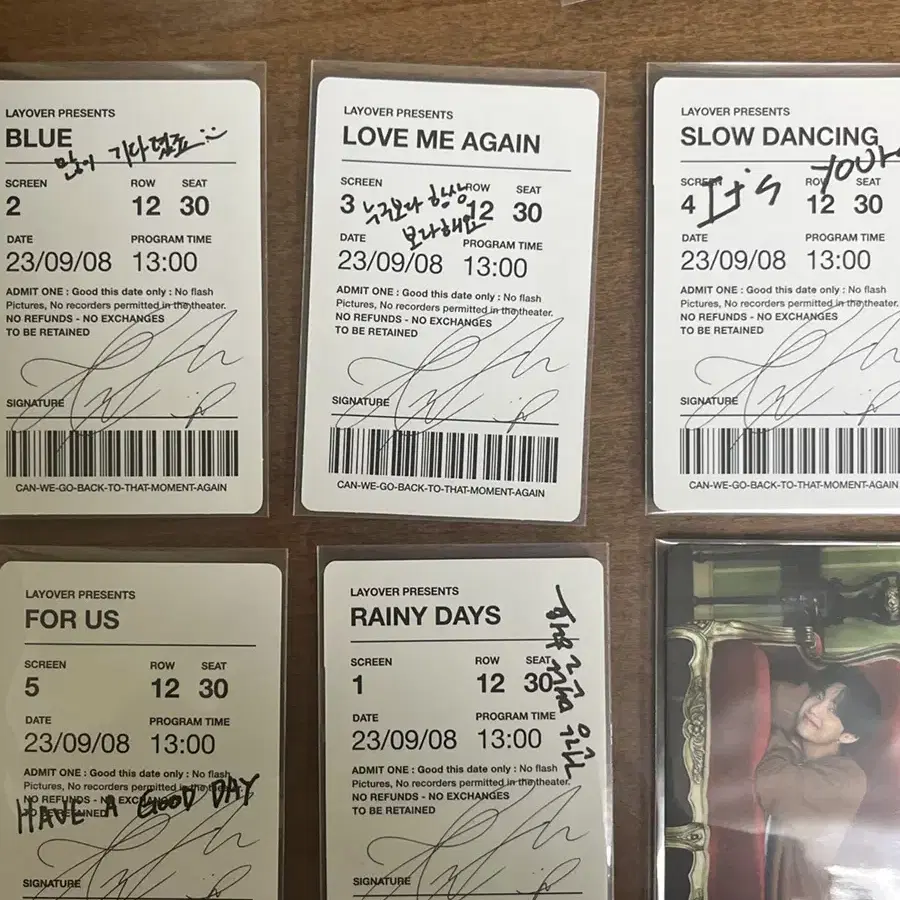 LAYOVER PRESENTS
BLUE
많이 기다렸죠
SCREEN ROW SEAT
2 12 30
DATE PROGRAM TIME
23/09/08 13:00
ADMIT ONE : Good this date only : No flash
Pictures, No recorders permitted in the theater.
NO REFUNDS - NO EXCHANGES
TO BE RETAINED
SIGNATURE
CAN-WE-GO-BACK-TO-THAT-MOMENT-AGAIN
LAYOVER PRESENTS
LOVE ME AGAIN
SCREEN ROW SEAT
3 12 30
누구보다 항상
보라해요
DATE PROGRAM TIME
23/09/08 13:00
ADMIT ONE : Good this date only : No flash
Pictures, No recorders permitted in the theater.
NO REFUNDS - NO EXCHANGES
TO BE RETAINED
SIGNATURE
CAN-WE-GO-BACK-TO-THAT-MOMENT-AGAIN
LAYOVER PRESENTS
SLOW DANCING
SCREEN ROW SEAT
4 12 30
It's your
DATE PROGRAM TIME
23/09/08 13:00
ADMIT ONE : Good this date only : No flash
Pictures, No recorders permitted in the theater.
NO REFUNDS - NO EXCHANGES
TO BE RETAINED
SIGNATURE
CAN-WE-GO-BACK-TO-THAT-MOMENT-AGAIN
LAYOVER PRESENTS
FOR US
SCREEN ROW SEAT
5 12 30
DATE PROGRAM TIME
23/09/08 13:00
ADMIT ONE : Good this date only : No flash
Pictures, No recorders permitted in the theater.
NO REFUNDS - NO EXCHANGES
TO BE RETAINED
HAVE A GOOD DAY
SIGNATURE
LAYOVER PRESENTS
RAINY DAYS
SCREEN ROW SEAT
1 12 30
DATE PROGRAM TIME
23/09/08 13:00
ADMIT ONE : Good this date only : No flash
Pictures, No recorders permitted in the theater.
NO REFUNDS - NO EXCHANGES
TO BE RETAINED
SIGNATURE